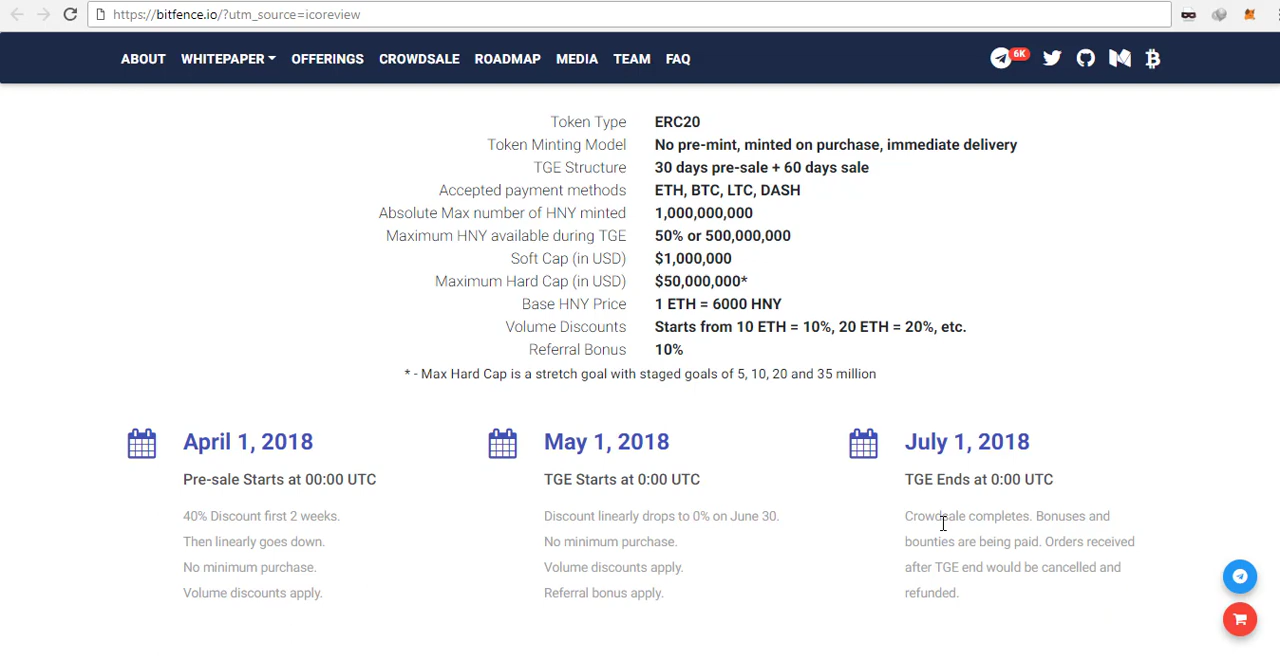 https://bitfence.io/?utm_source=icoreview
ABOUT WHITEPAPER OFFERINGS CROWDSALE ROADMAP MEDIA TEAM FAQ 6K
Token Type ERC20
Token Minting Model No pre-mint, minted on purchase, immediate delivery
TGE Structure 30 days pre-sale + 60 days sale
Accepted payment methods ETH, BTC, LTC, DASH
Absolute Max number of HNY minted 1,000,000,000
Maximum HNY available during TGE 50% or 500,000,000
Soft Cap (in USD) $1,000,000
Maximum Hard Cap (in USD) $50,000,000*
Base HNY Price 1 ETH = 6000 HNY
Volume Discounts Starts from 10 ETH = 10%, 20 ETH = 20%, etc.
Referral Bonus 10%
* - Max Hard Cap is a stretch goal with staged goals of 5, 10, 20 and 35 million
April 1, 2018
Pre-sale Starts at 00:00 UTC
40% Discount first 2 weeks.
Then linearly goes down.
No minimum purchase.
Volume discounts apply.
May 1, 2018
TGE Starts at 0:00 UTC
Discount linearly drops to 0% on June 30.
No minimum purchase.
Volume discounts apply.
Referral bonus apply.
July 1, 2018
TGE Ends at 0:00 UTC
Crowdsale completes. Bonuses and
bounties are being paid. Orders received
after TGE end would be cancelled and
refunded.